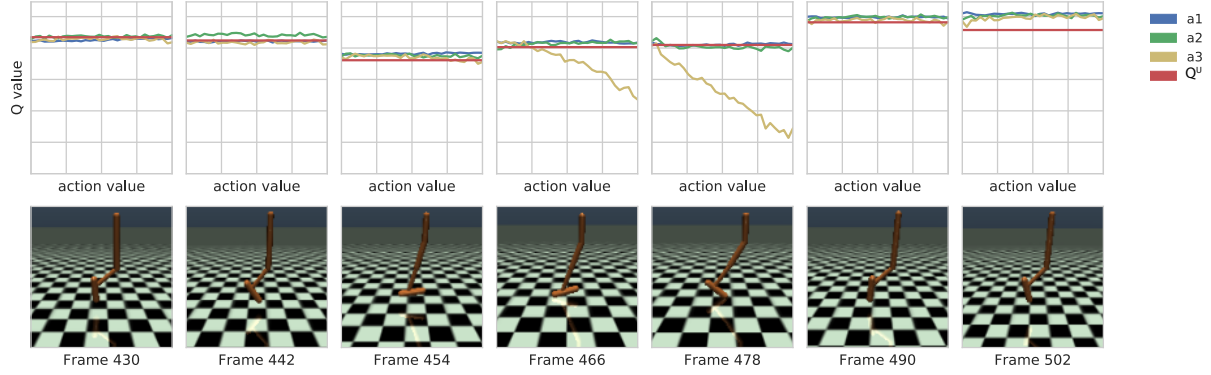 Q value
action value action value action value action value action value action value action value
a1
a2
a3
Qᵁ
Frame 430 Frame 442 Frame 454 Frame 466 Frame 478 Frame 490 Frame 502